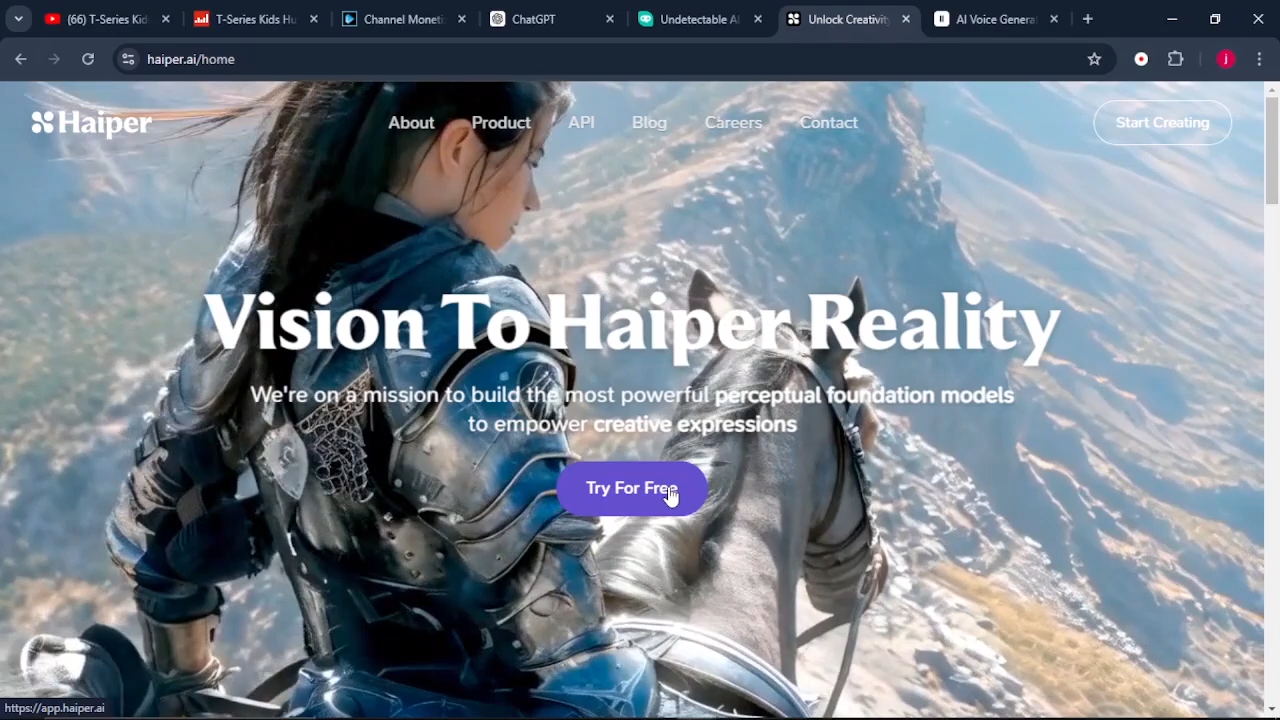 (66) T-Series Kid
T-Series Kids Hu
Channel Moneti
ChatGPT
Undetectable AI
Unlock Creativity
AI Voice Genera
haiper.ai/home
j
Haiper
About
Product
API
Blog
Careers
Contact
Start Creating
Vision To Haiper Reality
We're on a mission to build the most powerful perceptual foundation models
to empower creative expressions
Try For Free
https://app.haiper.ai